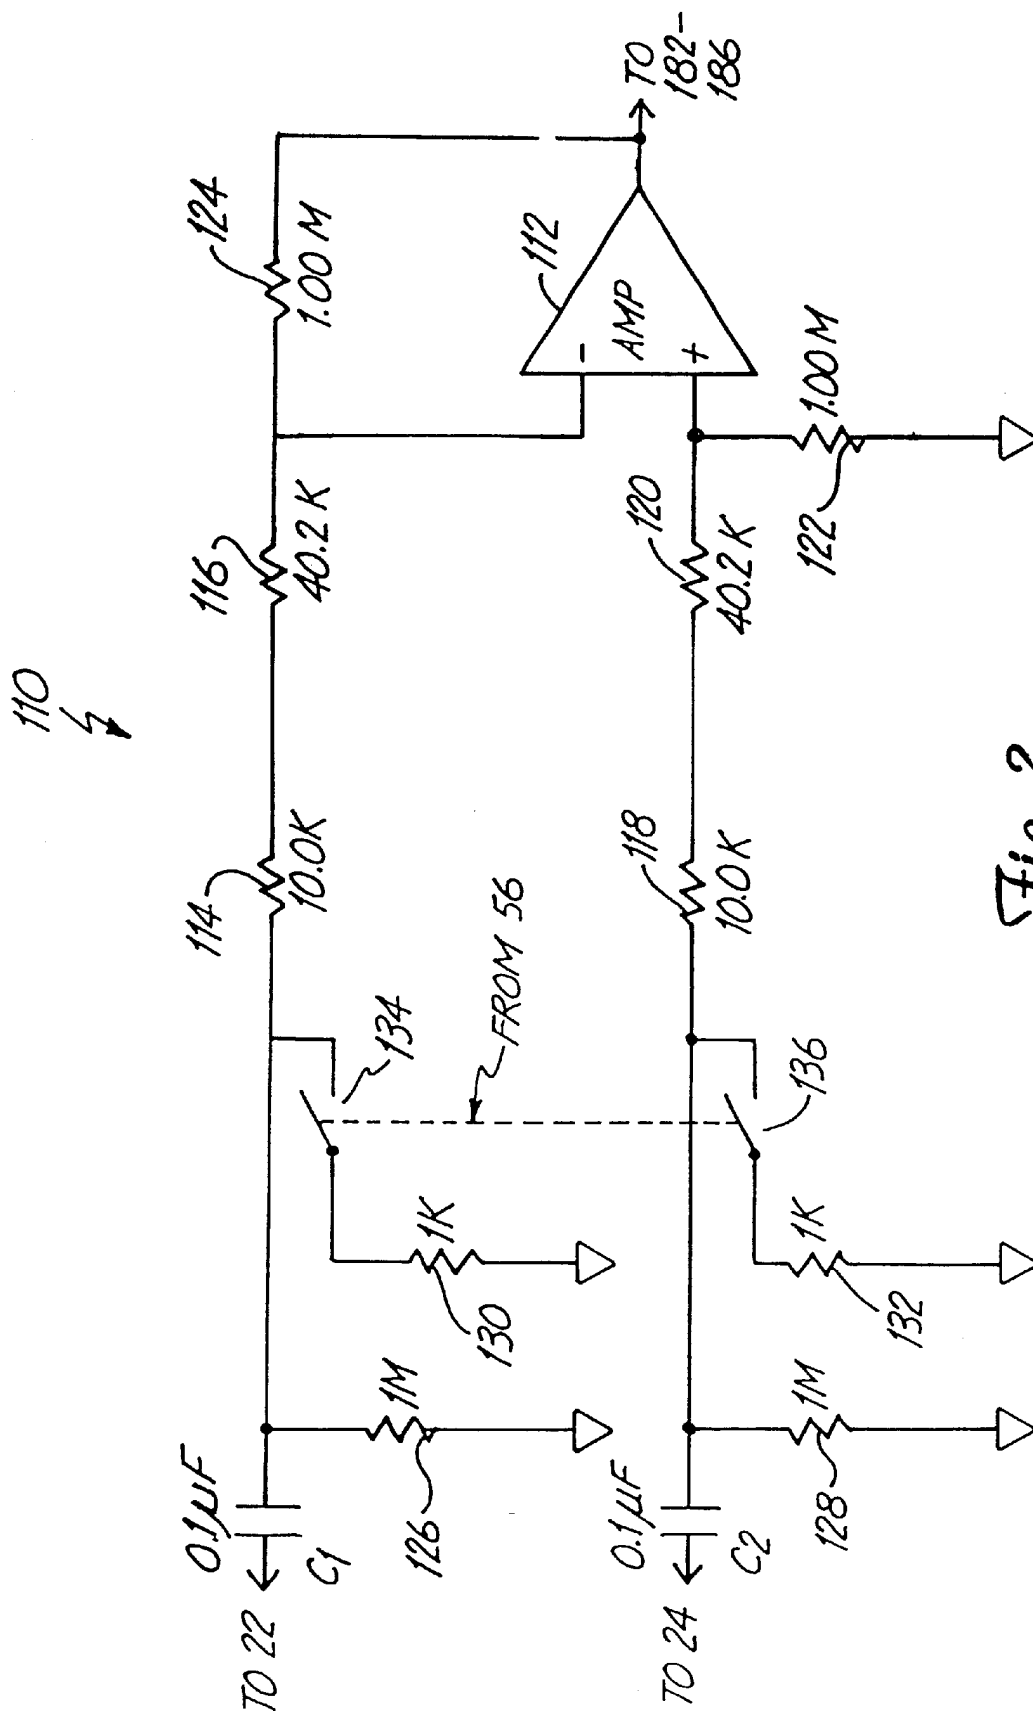 110
0.1µF
TO 22
C1
126
1M
130
1K
134
114
10.0K
116
40.2K
124
1.00 M
112
AMP
-
+
TO
182-
186
FROM 56
0.1µF
TO 24
C2
128
1M
132
1K
136
118
10.0K
120
40.2K
122
1.00 M
Fig. 2